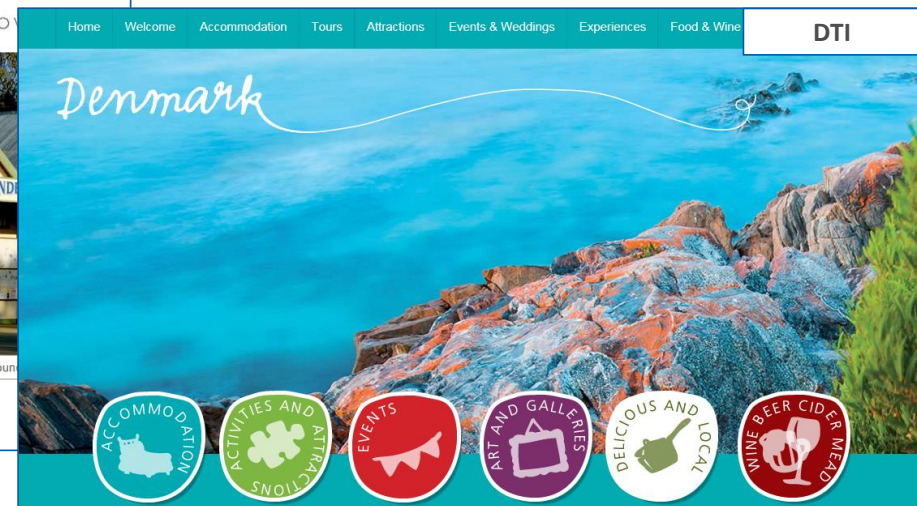 Home Welcome Accommodation Tours Attractions Events & Weddings Experiences Food & Wine
DTI
Denmark
ACCOMMODATION
ACTIVITIES AND ATTRACTIONS
EVENTS
ART AND GALLERIES
DELICIOUS AND LOCAL
WINE BEER CIDER MEAD